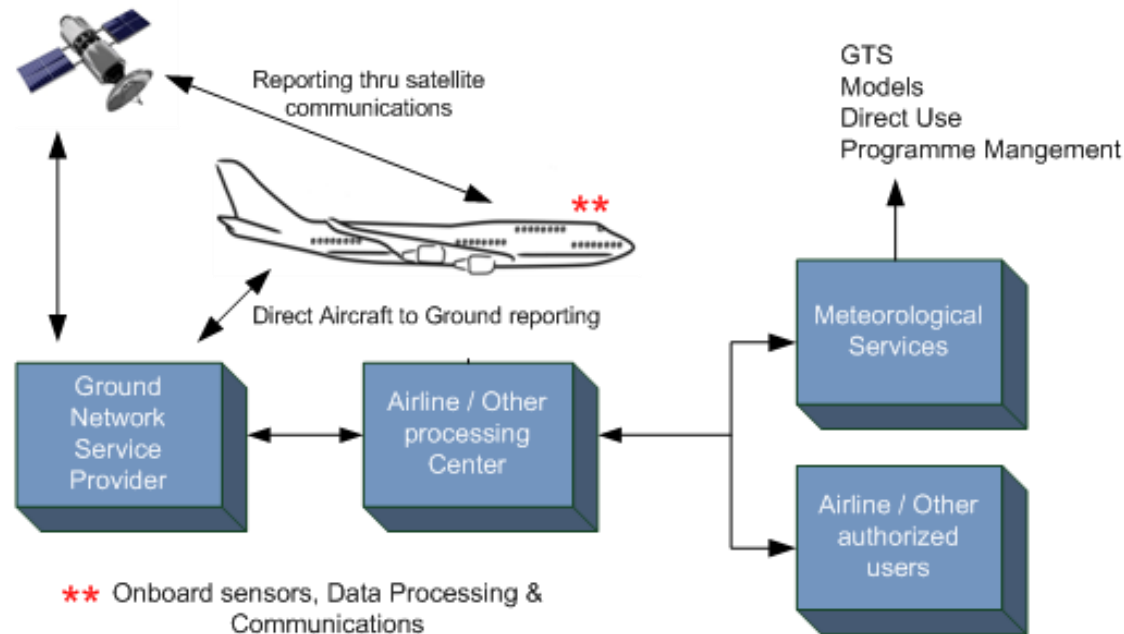 Reporting thru satellite
communications
GTS
Models
Direct Use
Programme Mangement
**
Direct Aircraft to Ground reporting
Ground
Network
Service
Provider
Airline / Other
processing
Center
Meteorological
Services
Airline / Other
authorized
users
** Onboard sensors, Data Processing &
Communications